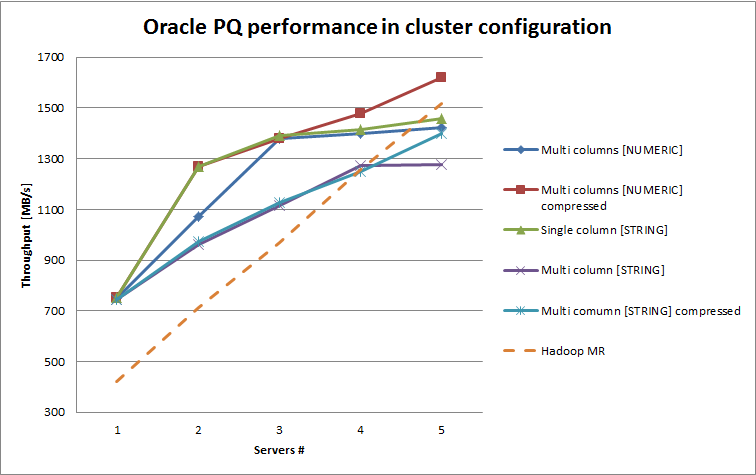 Oracle PQ performance in cluster configuration
1700
1500
1300
1100
900
700
500
300
Throughput [MB/s]
1 2 3 4 5
Servers #
Multi columns [NUMERIC]
Multi columns [NUMERIC]
compressed
Single column [STRING]
Multi column [STRING]
Multi comumn [STRING] compressed
Hadoop MR